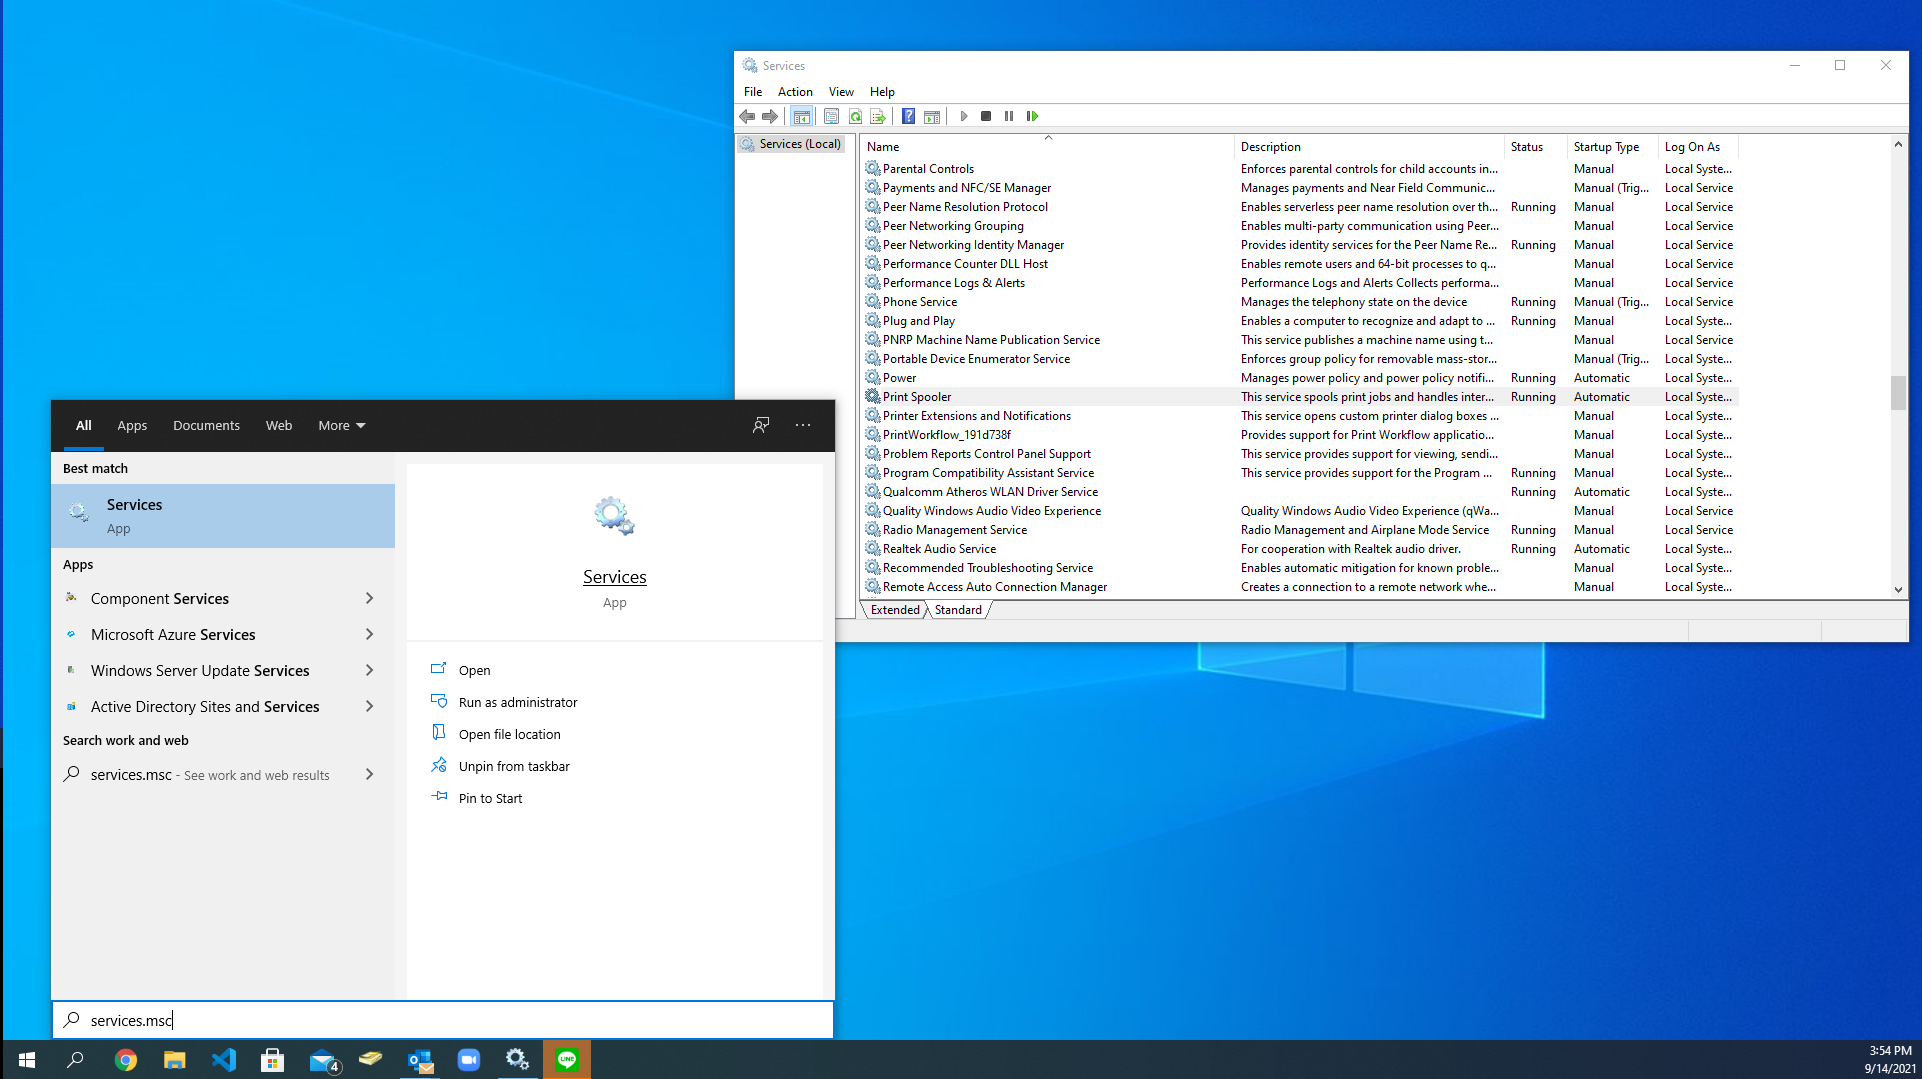 Services
File Action View Help
Services (Local)
Name Description Status Startup Type Log On As
Parental Controls Enforces parental controls for child accounts in... Manual Local Syste...
Payments and NFC/SE Manager Manages payments and Near Field Communic... Manual (Trig... Local Service
Peer Name Resolution Protocol Enables serverless peer name resolution over th... Running Manual Local Service
Peer Networking Grouping Enables multi-party communication using Peer... Manual Local Service
Peer Networking Identity Manager Provides identity services for the Peer Name Re... Running Manual Local Service
Performance Counter DLL Host Enables remote users and 64-bit processes to q... Manual Local Service
Performance Logs & Alerts Performance Logs and Alerts Collects performa... Manual Local Service
Phone Service Manages the telephony state on the device Running Manual (Trig... Local Service
Plug and Play Enables a computer to recognize and adapt to ... Running Manual Local Syste...
PNRP Machine Name Publication Service This service publishes a machine name using t... Manual Local Service
Portable Device Enumerator Service Enforces group policy for removable mass-stor... Manual (Trig... Local Syste...
Power Manages power policy and power policy notifi... Running Automatic Local Syste...
Print Spooler This service spools print jobs and handles inter... Running Automatic Local Syste...
Printer Extensions and Notifications This service opens custom printer dialog boxes ... Manual Local Syste...
PrintWorkflow_191d738f Provides support for Print Workflow applicatio... Manual Local Syste...
Problem Reports Control Panel Support This service provides support for viewing, sendi... Manual Local Syste...
Program Compatibility Assistant Service This service provides support for the Program ... Running Manual Local Syste...
Qualcomm Atheros WLAN Driver Service Running Automatic Local Syste...
Quality Windows Audio Video Experience Quality Windows Audio Video Experience (qWa... Manual Local Service
Radio Management Service Radio Management and Airplane Mode Service Running Manual Local Service
Realtek Audio Service For cooperation with Realtek audio driver. Running Automatic Local Syste...
Recommended Troubleshooting Service Enables automatic mitigation for known proble... Manual Local Syste...
Remote Access Auto Connection Manager Creates a connection to a remote network whe... Manual Local Syste...
Extended Standard
All Apps Documents Web More
Best match
Services
App
Apps
Component Services
Microsoft Azure Services
Windows Server Update Services
Active Directory Sites and Services
Search work and web
services.msc - See work and web results
Services
App
Open
Run as administrator
Open file location
Unpin from taskbar
Pin to Start
services.msc
4
LINE
3:54 PM
9/14/2021